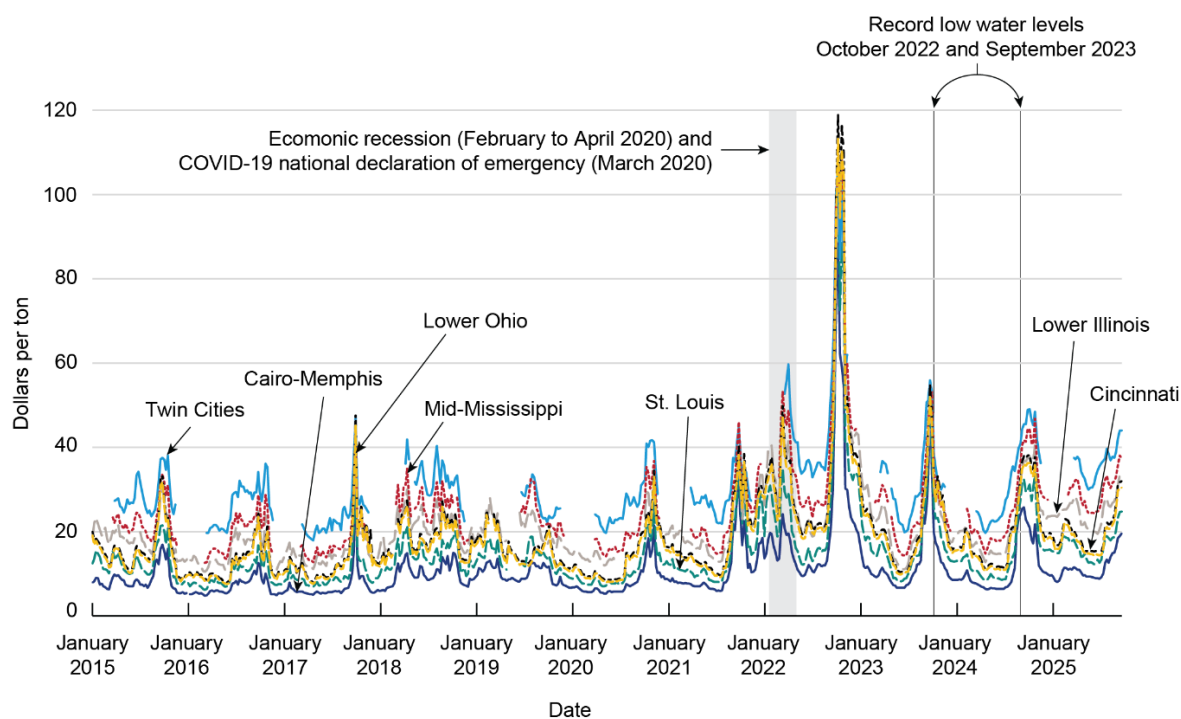 Record low water levels
October 2022 and September 2023
120
Ecomonic recession (February to April 2020) and
COVID-19 national declaration of emergency (March 2020)
100
80
Dollars per ton
60
Lower Ohio
Lower Illinois
Cairo-Memphis
Twin Cities
Mid-Mississippi
St. Louis
Cincinnati
40
20
0
January
2015
January
2016
January
2017
January
2018
January
2019
January
2020
January
2021
January
2022
January
2023
January
2024
January
2025
Date